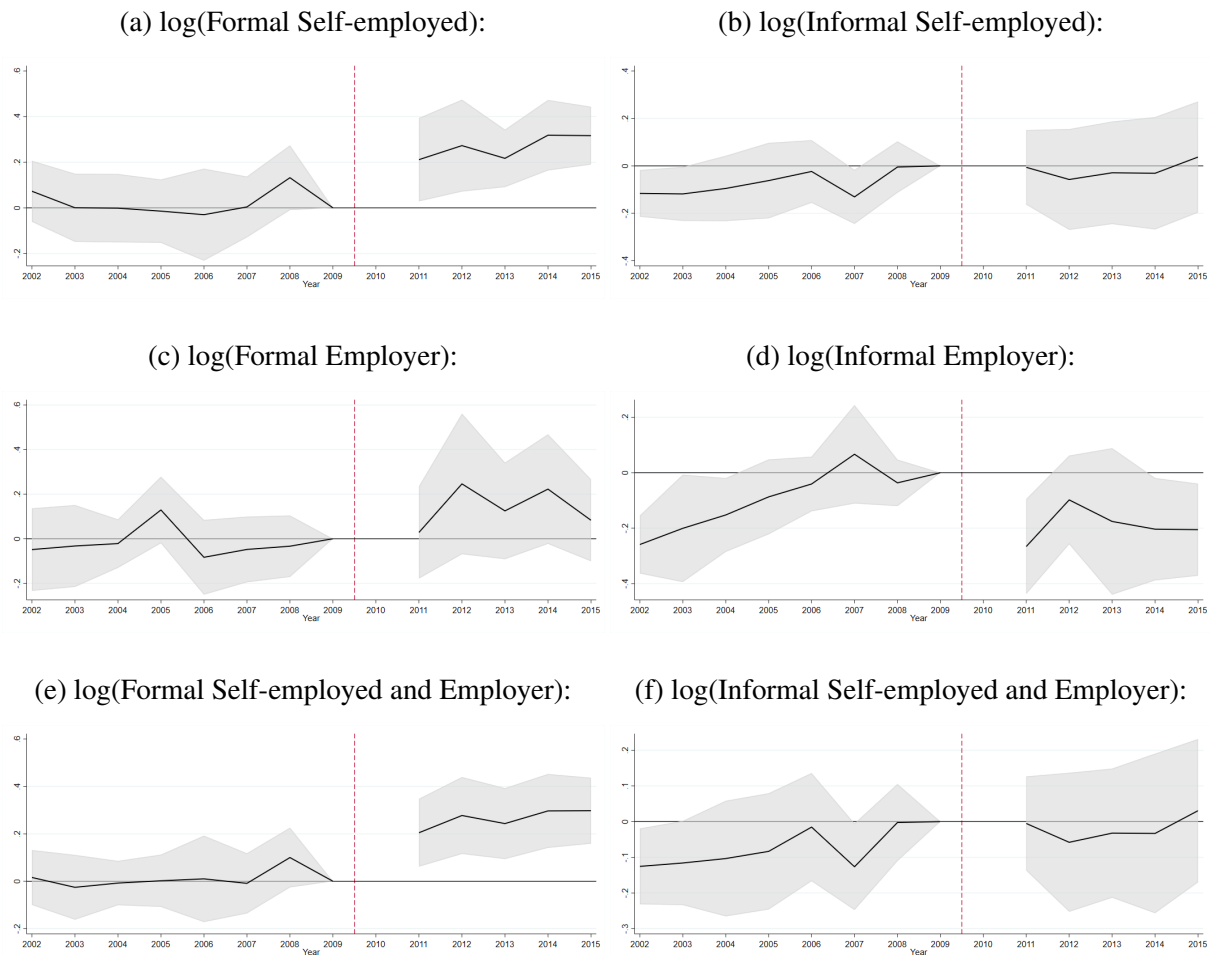 (a) log(Formal Self-employed):
.6
.4
.2
0
-.2
2002 2003 2004 2005 2006 2007 2008 2009 2010 2011 2012 2013 2014 2015
Year
(b) log(Informal Self-employed):
.4
.2
0
-.2
-.4
2002 2003 2004 2005 2006 2007 2008 2009 2010 2011 2012 2013 2014 2015
Year
(c) log(Formal Employer):
.6
.4
.2
0
-.2
2002 2003 2004 2005 2006 2007 2008 2009 2010 2011 2012 2013 2014 2015
Year
(d) log(Informal Employer):
.2
0
-.2
-.4
2002 2003 2004 2005 2006 2007 2008 2009 2010 2011 2012 2013 2014 2015
Year
(e) log(Formal Self-employed and Employer):
.6
.4
.2
0
-.2
2002 2003 2004 2005 2006 2007 2008 2009 2010 2011 2012 2013 2014 2015
Year
(f) log(Informal Self-employed and Employer):
.2
.1
0
-.1
-.2
-.3
2002 2003 2004 2005 2006 2007 2008 2009 2010 2011 2012 2013 2014 2015
Year